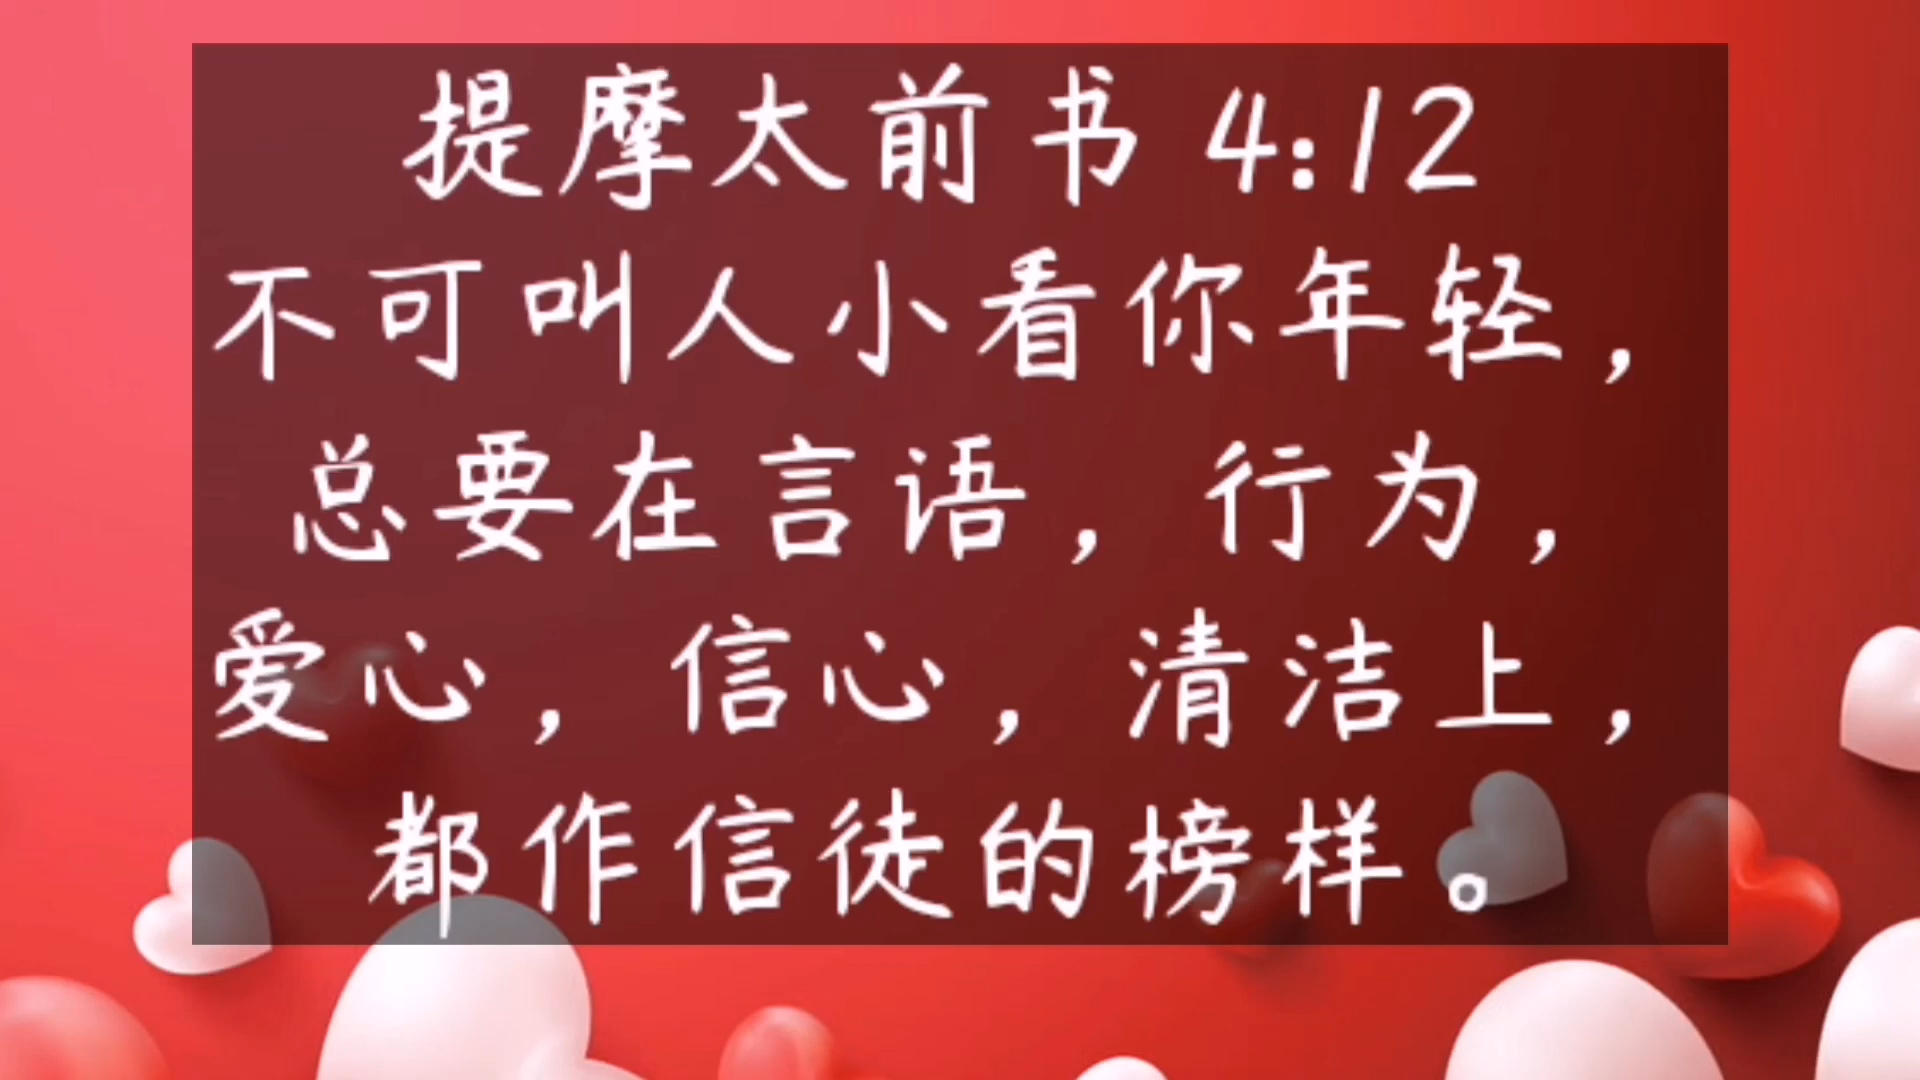 提摩太前书 4:12
不可叫人小看你年轻，
总要在言语，行为，
爱心，信心，清洁上，
都作信徒的榜样。